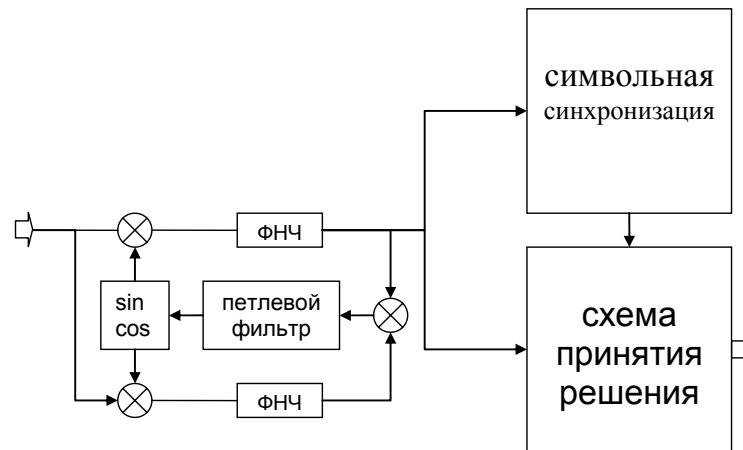 символьная
синхронизация
ФНЧ
sin
cos
петлевой
фильтр
ФНЧ
схема
принятия
решения